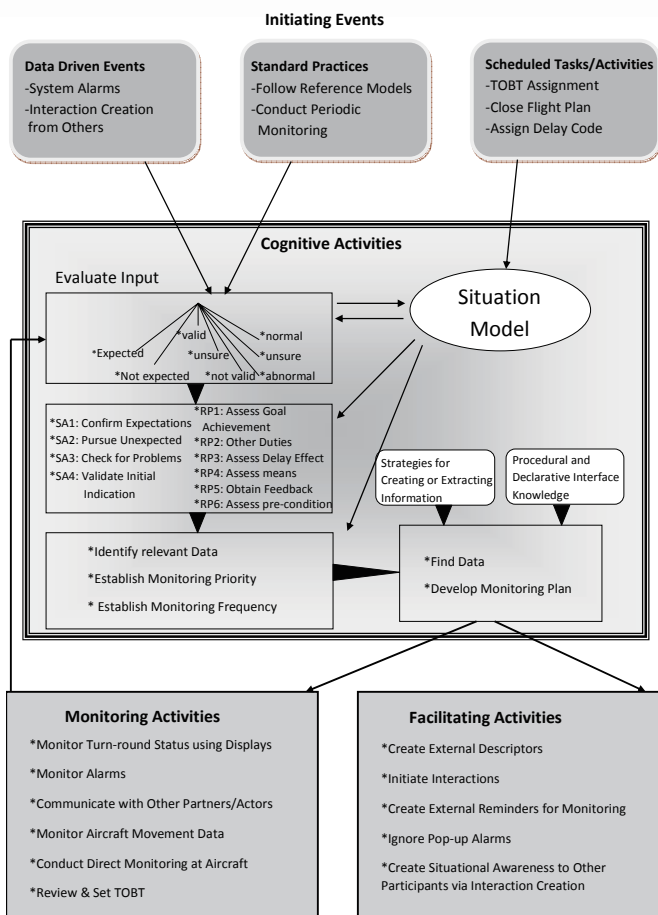 Initiating Events
Data Driven Events
-System Alarms
-Interaction Creation
from Others
Standard Practices
-Follow Reference Models
-Conduct Periodic
Monitoring
Scheduled Tasks/Activities
-TOBT Assignment
-Close Flight Plan
-Assign Delay Code
Cognitive Activities
Evaluate Input
*valid
*normal
*Expected
*unsure
*unsure
*Not expected
*not valid
*abnormal
Situation
Model
*SA1: Confirm Expectations
*SA2: Pursue Unexpected
*SA3: Check for Problems
*SA4: Validate Initial
Indication
*RP1: Assess Goal
Achievement
*RP2: Other Duties
*RP3: Assess Delay Effect
*RP4: Assess means
*RP5: Obtain Feedback
*RP6: Assess pre-condition
Strategies for
Creating or Extracting
Information
Procedural and
Declarative Interface
Knowledge
*Identify relevant Data
*Establish Monitoring Priority
* Establish Monitoring Frequency
*Find Data
*Develop Monitoring Plan
Monitoring Activities
*Monitor Turn-round Status using Displays
*Monitor Alarms
*Communicate with Other Partners/Actors
*Monitor Aircraft Movement Data
*Conduct Direct Monitoring at Aircraft
*Review & Set TOBT
Facilitating Activities
*Create External Descriptors
*Initiate Interactions
*Create External Reminders for Monitoring
*Ignore Pop-up Alarms
*Create Situational Awareness to Other
Participants via Interaction Creation